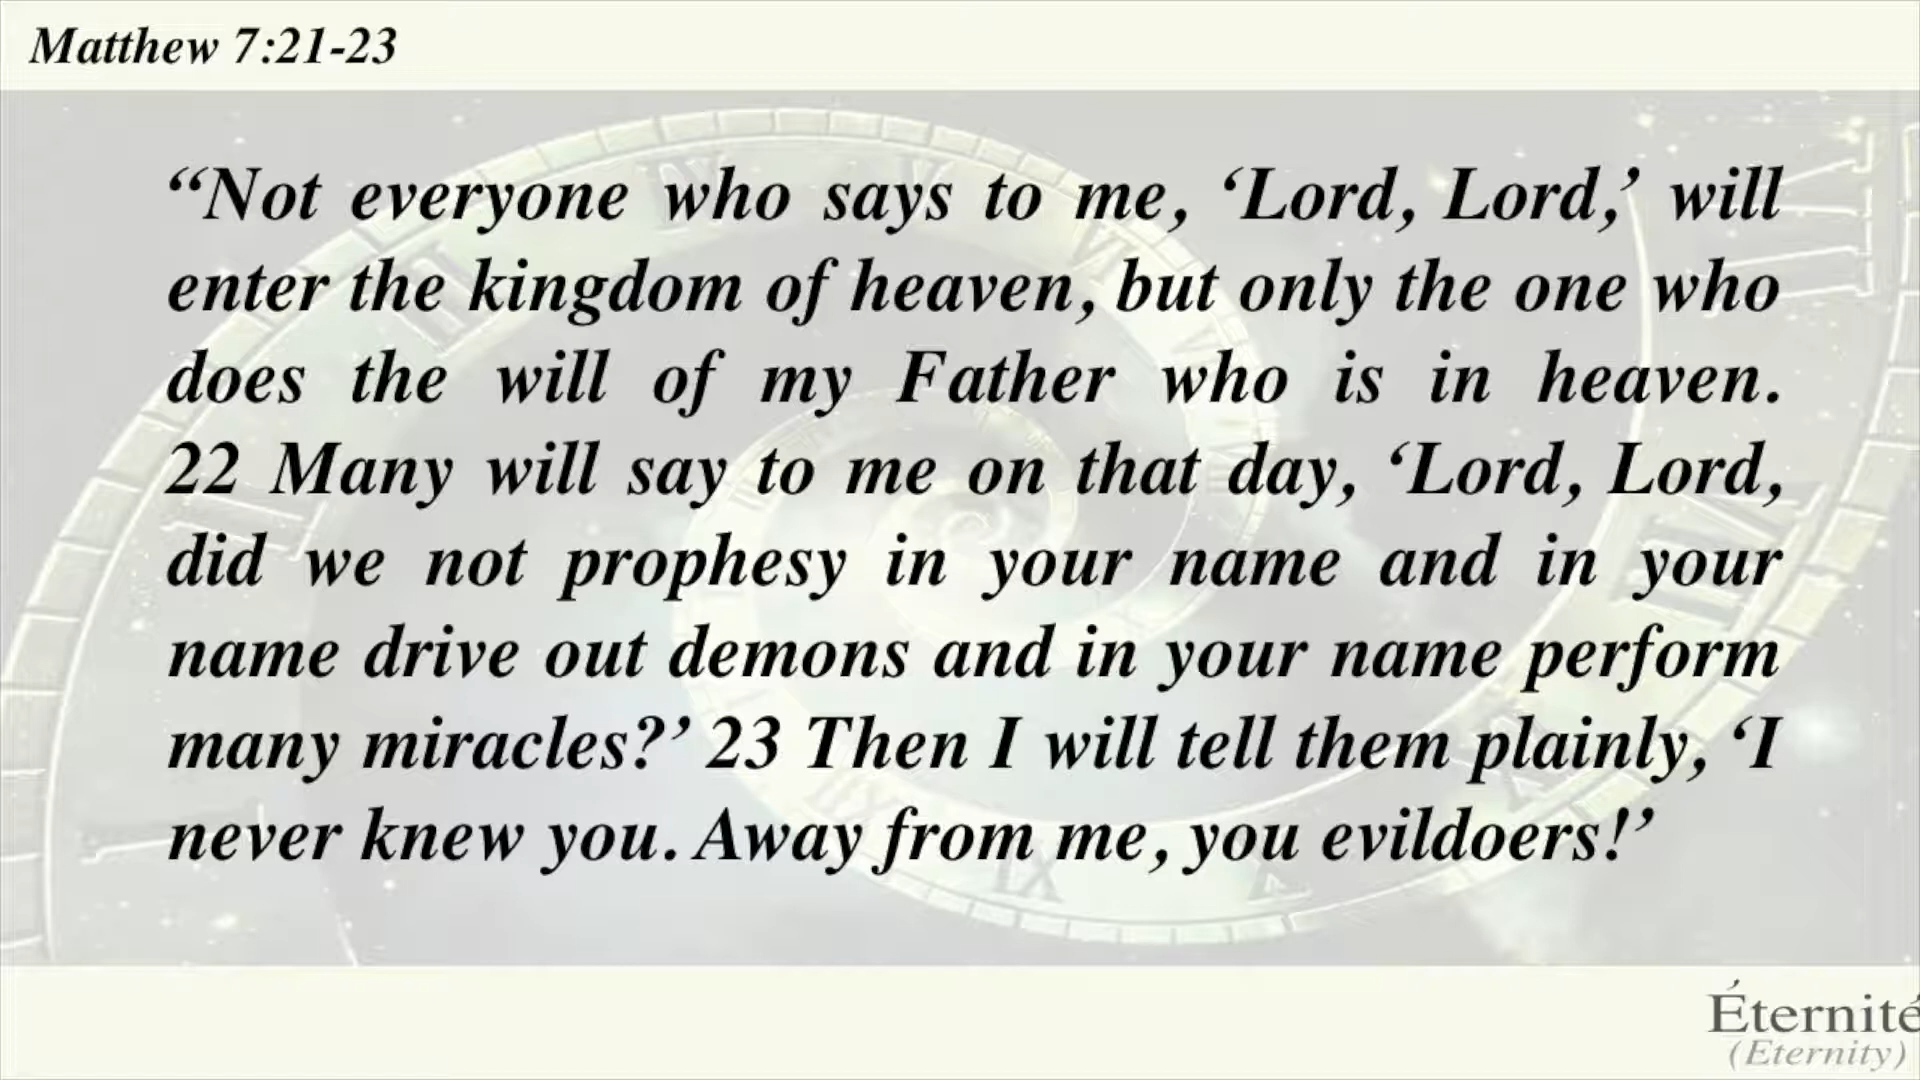 Matthew 7:21-23
“Not everyone who says to me, ‘Lord, Lord,’ will
enter the kingdom of heaven, but only the one who
does the will of my Father who is in heaven.
22 Many will say to me on that day, ‘Lord, Lord,
did we not prophesy in your name and in your
name drive out demons and in your name perform
many miracles?’ 23 Then I will tell them plainly, ‘I
never knew you. Away from me, you evildoers!’
Éternité
(Eternity)